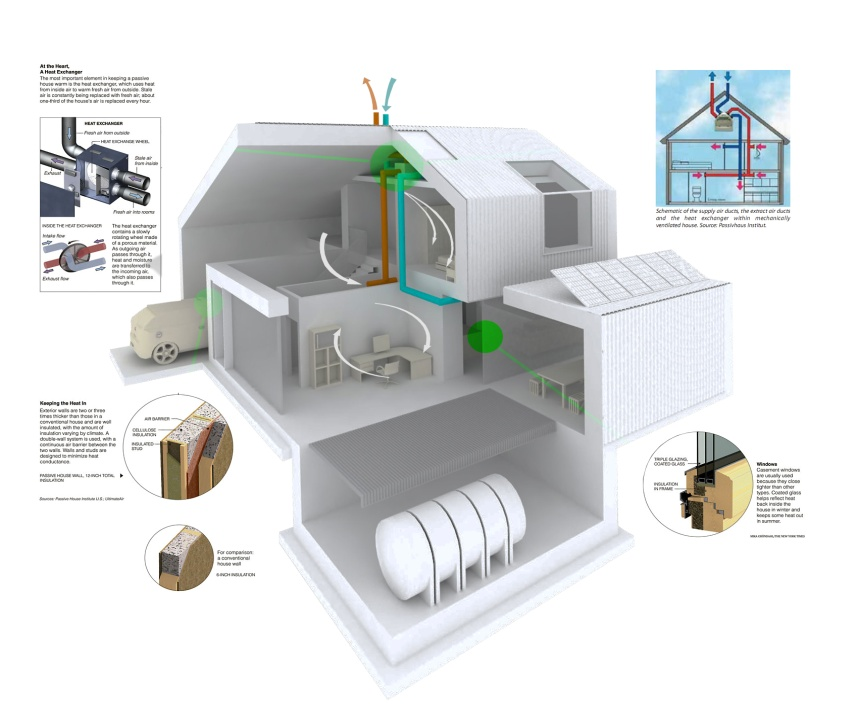 At the Heart,
A Heat Exchanger
The most important element in keeping a passive
house warm is the heat exchanger, which uses heat
from inside air to warm fresh air from outside. Stale
air is constantly being replaced with fresh air; about
one-third of the house's air is replaced every hour.
HEAT EXCHANGER
Fresh air from outside
HEAT EXCHANGE WHEEL
Stale air
from inside
Exhaust
Fresh air into rooms
INSIDE THE HEAT EXCHANGER
Intake flow
Exhaust flow
The heat exchanger
contains a slowly
rotating wheel made
of a porous material.
As outgoing air
passes through it,
heat and moisture
are transferred to
the incoming air,
which also passes
through it.
Schematic of the supply air ducts, the extract air ducts
and the heat exchanger within mechanically
ventilated house. Source: Passivhaus Institut.
Keeping the Heat In
Exterior walls are two or three
times thicker than those in a
conventional house and are well
insulated, with the amount of
insulation varying by climate. A
double-wall system is used, with a
continuous air barrier between the
two walls. Walls and studs are
designed to minimize heat
conductance.
PASSIVE HOUSE WALL, 12-INCH TOTAL
INSULATION
Sources: Passive House Institute U.S.; UltimateAir
AIR BARRIER
CELLULOSE
INSULATION
INSULATED
STUD
For comparison:
a conventional
house wall
6-INCH INSULATION
TRIPLE GLAZING,
COATED GLASS
INSULATION
IN FRAME
Windows
Casement windows
are usually used
because they close
tighter than other
types. Coated glass
helps reflect heat
back inside the
house in winter and
keeps some heat out
in summer.